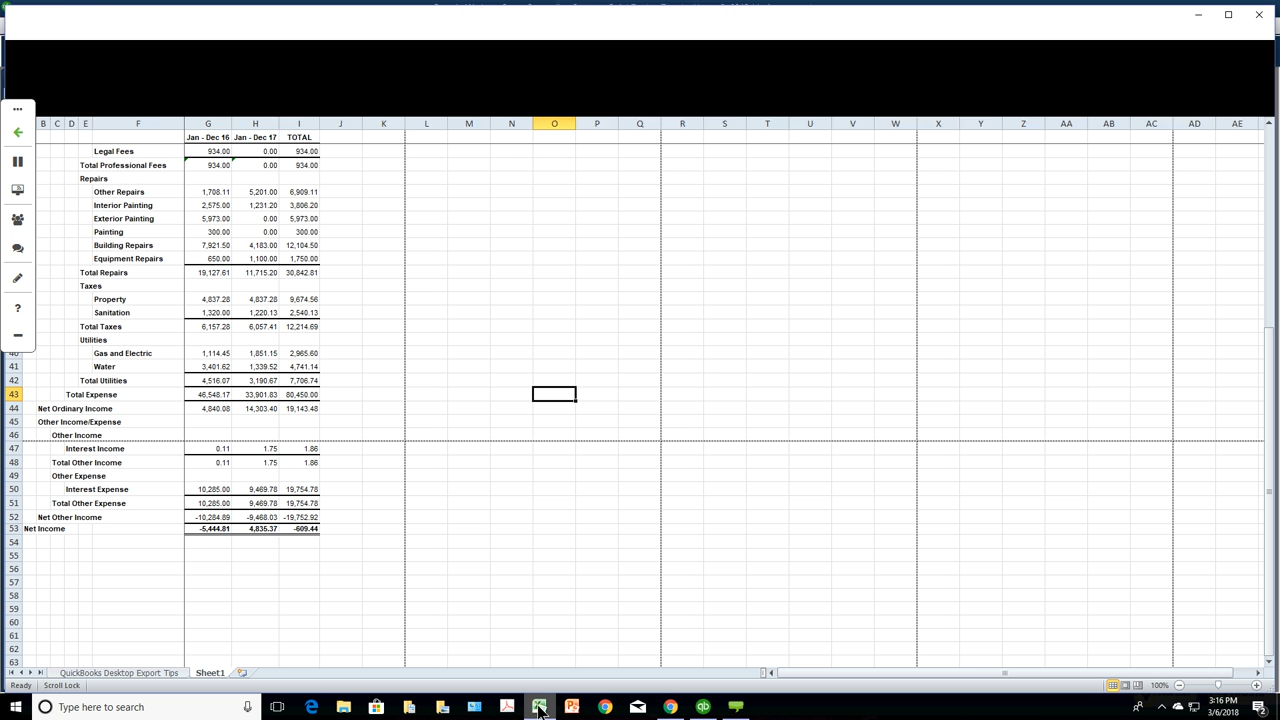 B C D E F G H I J K L M N O P Q R S T U V W X Y Z AA AB AC AD AE
Jan - Dec 16 Jan - Dec 17 TOTAL
Legal Fees 934.00 0.00 934.00
Total Professional Fees 934.00 0.00 934.00
Repairs
Other Repairs 1,708.11 5,201.00 6,909.11
Interior Painting 2,575.00 1,231.20 3,806.20
Exterior Painting 5,973.00 0.00 5,973.00
Painting 300.00 0.00 300.00
Building Repairs 7,921.50 4,183.00 12,104.50
Equipment Repairs 650.00 1,100.00 1,750.00
Total Repairs 19,127.61 11,715.20 30,842.81
Taxes
Property 4,837.28 4,837.28 9,674.56
Sanitation 1,320.00 1,220.13 2,540.13
Total Taxes 6,157.28 6,057.41 12,214.69
Utilities
40 Gas and Electric 1,114.45 1,851.15 2,965.60
41 Water 3,401.62 1,339.52 4,741.14
42 Total Utilities 4,516.07 3,190.67 7,706.74
43 Total Expense 46,548.17 33,901.83 80,450.00
44 Net Ordinary Income 4,840.08 14,303.40 19,143.48
45 Other Income/Expense
46 Other Income
47 Interest Income 0.11 1.75 1.86
48 Total Other Income 0.11 1.75 1.86
49 Other Expense
50 Interest Expense 10,285.00 9,469.78 19,754.78
51 Total Other Expense 10,285.00 9,469.78 19,754.78
52 Net Other Income -10,284.89 -9,468.03 -19,752.92
53 Net Income -5,444.81 4,835.37 -609.44
54
55
56
57
58
59
60
61
62
63
QuickBooks Desktop Export Tips Sheet1
Ready Scroll Lock 100%
Type here to search
3:16 PM
3/6/2018
2